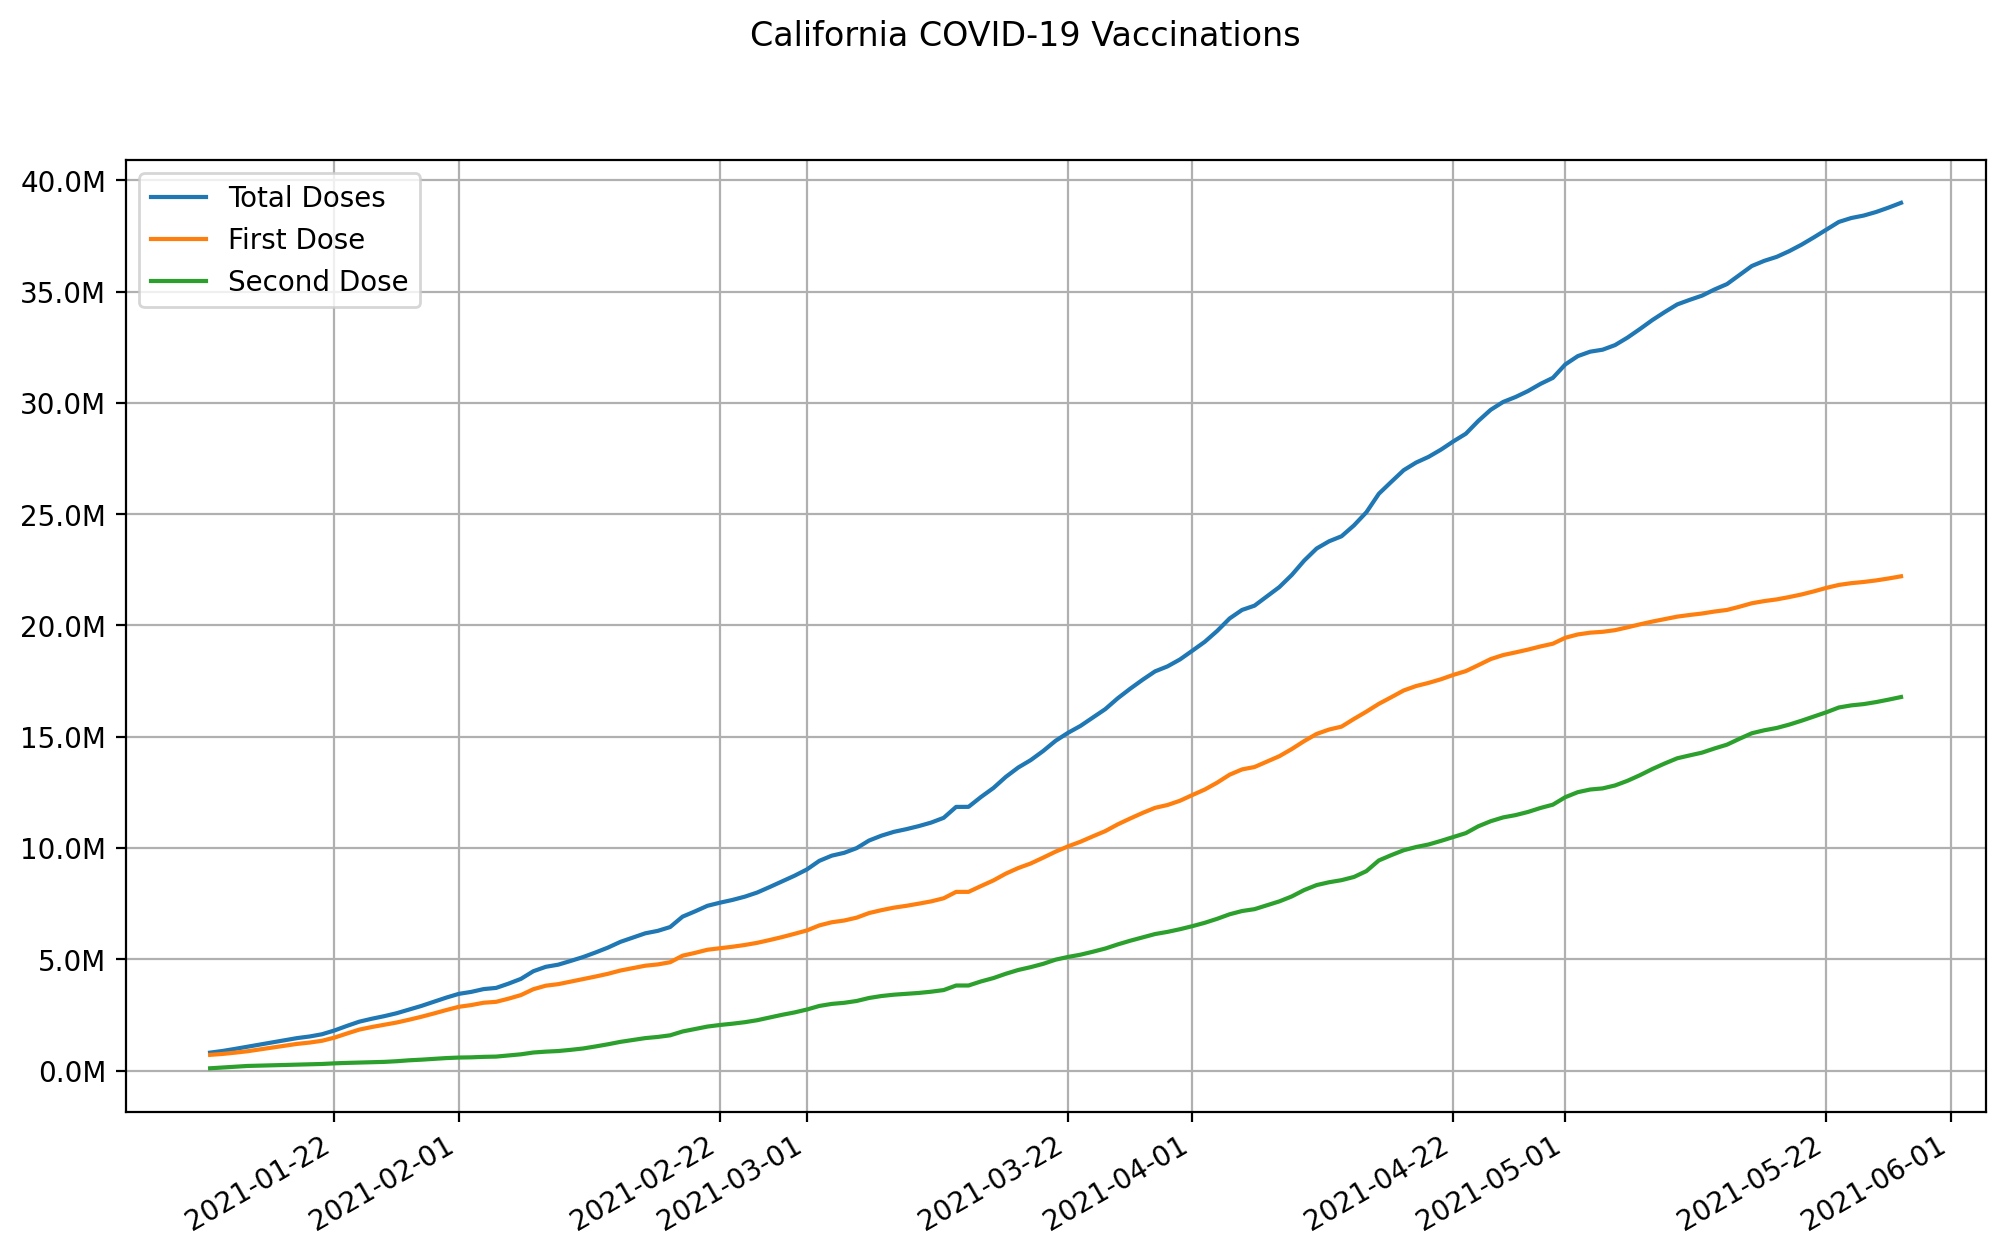 California COVID-19 Vaccinations
40.0M
35.0M
30.0M
25.0M
20.0M
15.0M
10.0M
5.0M
0.0M
Total Doses
First Dose
Second Dose
2021-01-22
2021-02-01
2021-02-22
2021-03-01
2021-03-22
2021-04-01
2021-04-22
2021-05-01
2021-05-22
2021-06-01